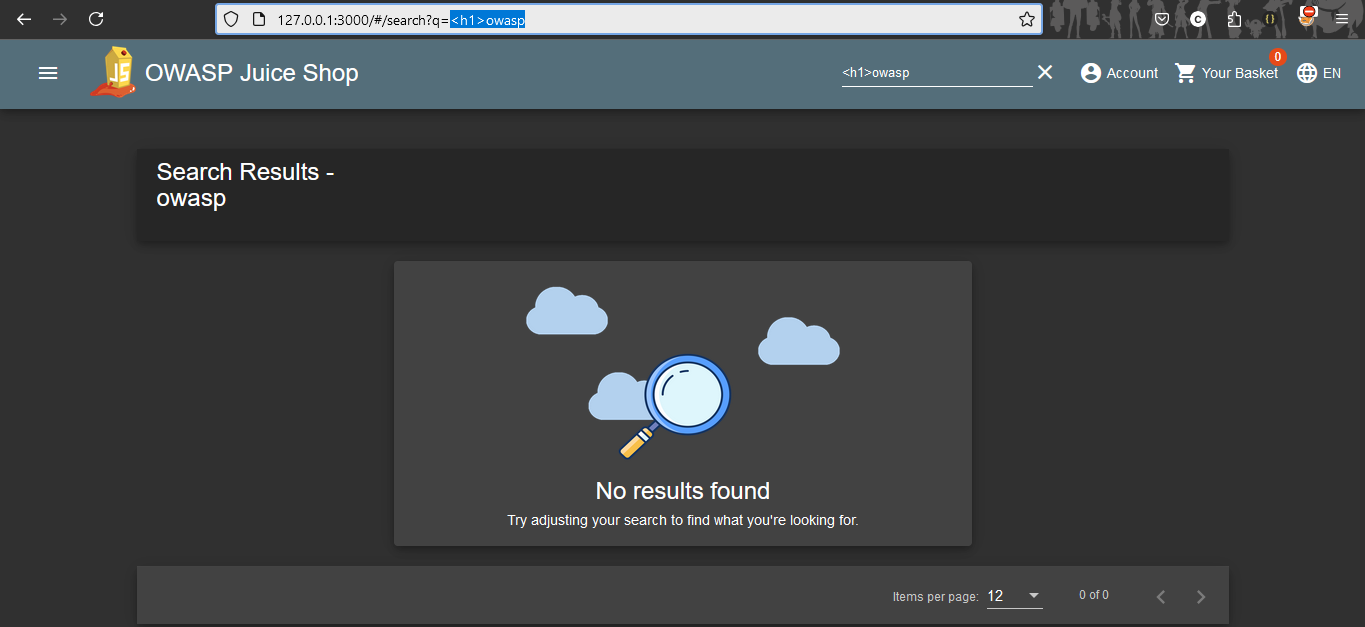 127.0.0.1:3000/#/search?q=<h1>owasp
JS
OWASP Juice Shop
<h1>owasp
Account
Your Basket
0
EN
Search Results -
owasp
No results found
Try adjusting your search to find what you're looking for.
Items per page: 12
0 of 0